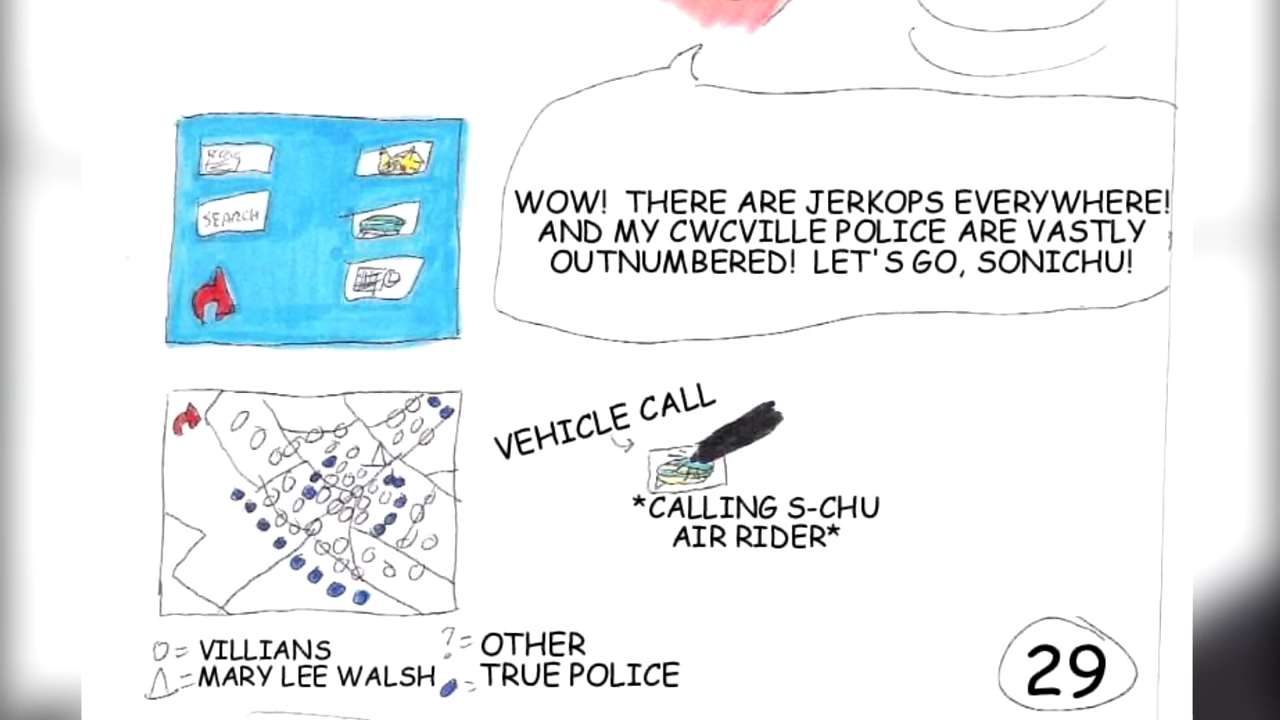 WOW! THERE ARE JERKOPS EVERYWHERE!
AND MY CWCVILLE POLICE ARE VASTLY
OUTNUMBERED! LET'S GO, SONICHU!
SEARCH
VEHICLE CALL
*CALLING S-CHU
AIR RIDER*
O= VILLIANS
?= OTHER
△=MARY LEE WALSH
= TRUE POLICE
29